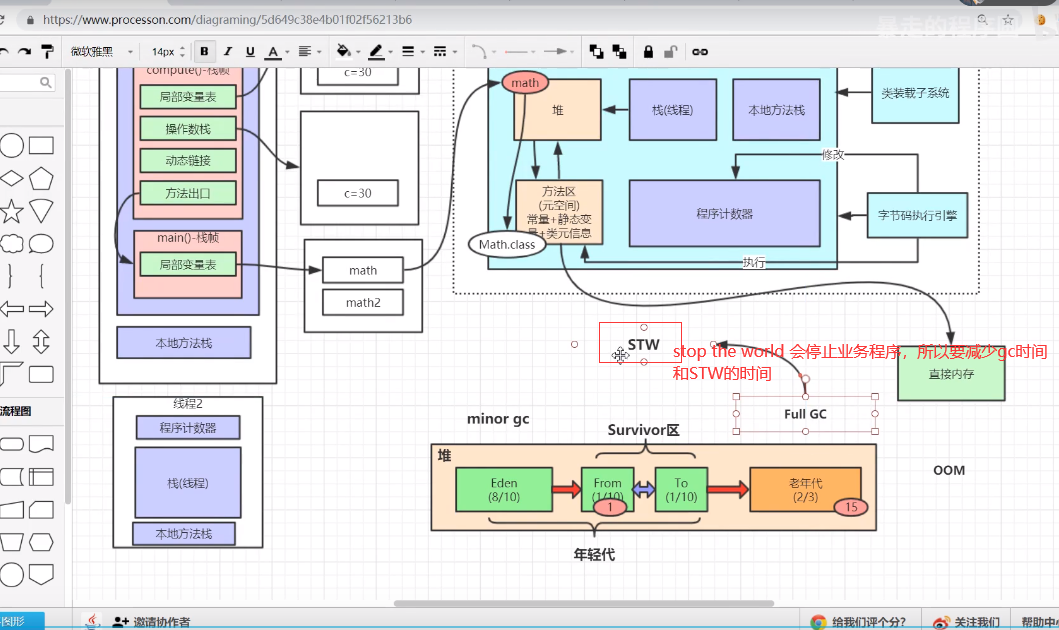 https://www.processon.com/diagraming/5d649c38e4b01f02f56213b6
暴走的程序
微软雅黑
14px
B
I
U
A
compute()-栈帧
局部变量表
操作数栈
动态链接
方法出口
main()-栈帧
局部变量表
本地方法栈
c=30
c=30
math
math2
math
堆
栈(线程)
本地方法栈
类装载子系统
修改
方法区
(元空间)
常量+静态变
量+类元信息
程序计数器
字节码执行引擎
Math.class
执行
STW
stop the world 会停止业务程序，所以要减少gc时间
和STW的时间
直接内存
Full GC
流程图
线程2
程序计数器
栈(线程)
本地方法栈
minor gc
Survivor区
堆
Eden
(8/10)
From
(1/10)
1
To
(1/10)
老年代
(2/3)
15
OOM
年轻代
图形
邀请协作者
给我们评个分?
关注我们
帮助中